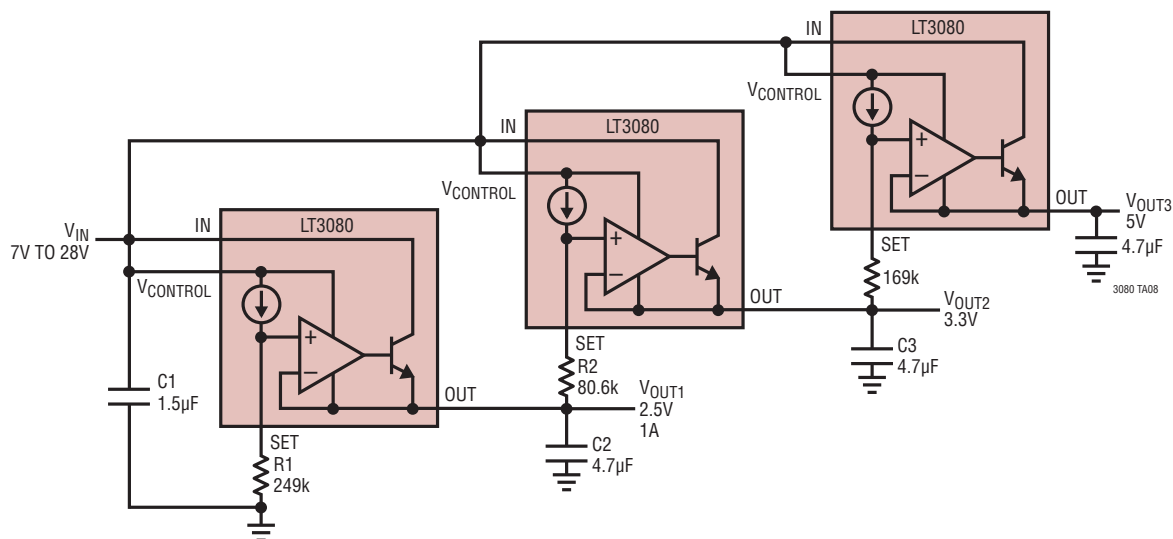 IN
LT3080
VCONTROL
+
−
OUT
VOUT3
5V
4.7µF
3080 TA08
SET
169k
IN
LT3080
VCONTROL
+
−
OUT
VOUT2
3.3V
C3
4.7µF
SET
R2
80.6k
VIN
7V TO 28V
IN
LT3080
VCONTROL
+
−
OUT
VOUT1
2.5V
1A
C2
4.7µF
C1
1.5µF
SET
R1
249k